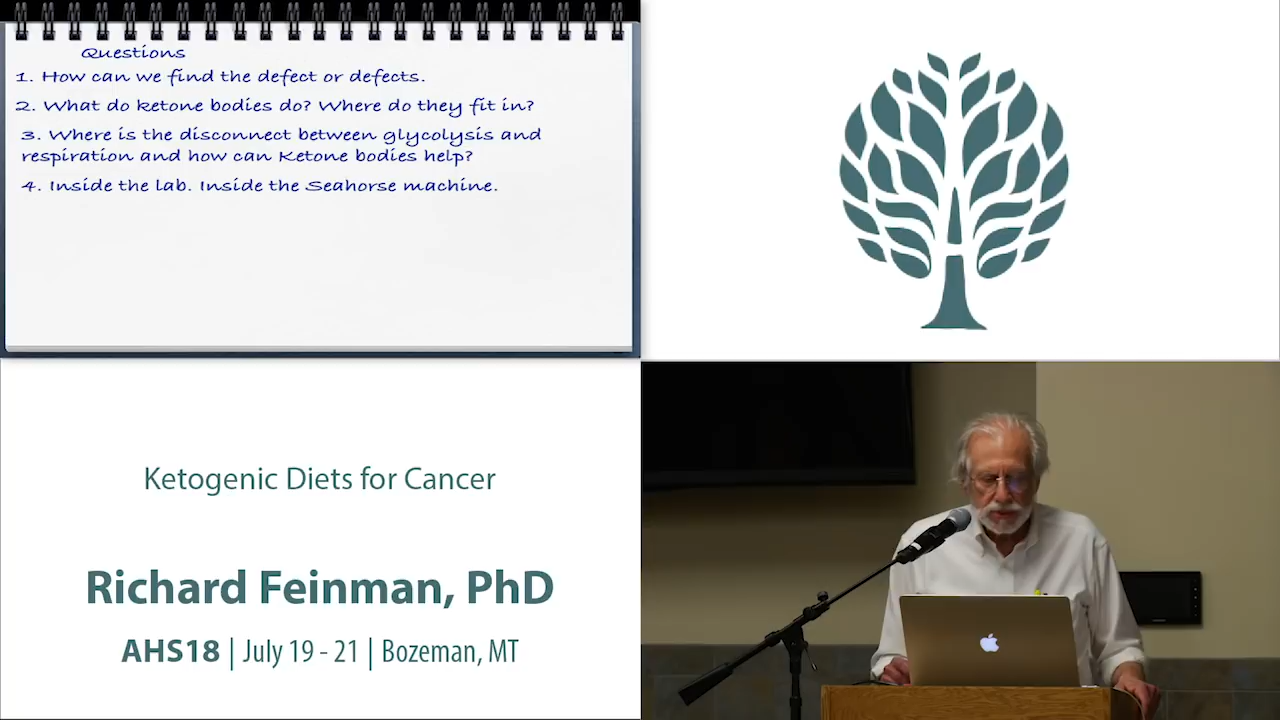 Questions
1. How can we find the defect or defects.
2. What do ketone bodies do? Where do they fit in?
3. Where is the disconnect between glycolysis and
respiration and how can Ketone bodies help?
4. Inside the lab. Inside the Seahorse machine.
Ketogenic Diets for Cancer
Richard Feinman, PhD
AHS18 | July 19 - 21 | Bozeman, MT